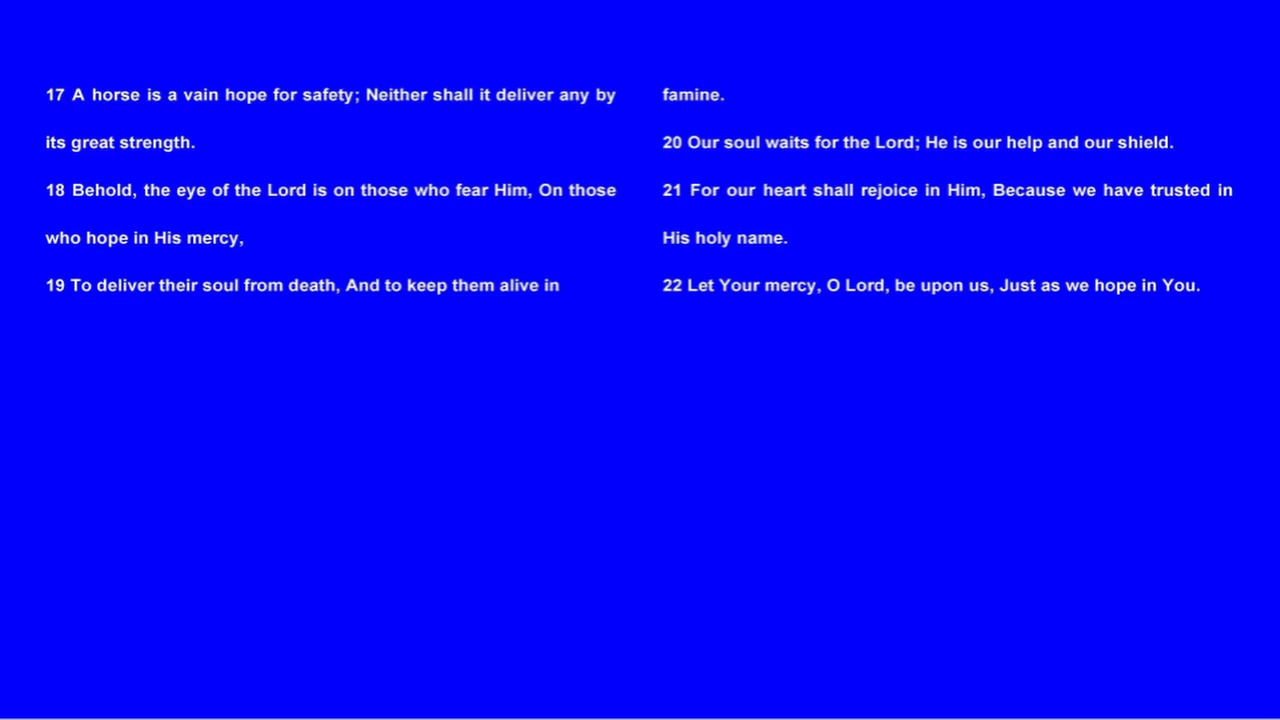 17 A horse is a vain hope for safety; Neither shall it deliver any by
its great strength.
18 Behold, the eye of the Lord is on those who fear Him, On those
who hope in His mercy,
19 To deliver their soul from death, And to keep them alive in
famine.
20 Our soul waits for the Lord; He is our help and our shield.
21 For our heart shall rejoice in Him, Because we have trusted in
His holy name.
22 Let Your mercy, O Lord, be upon us, Just as we hope in You.